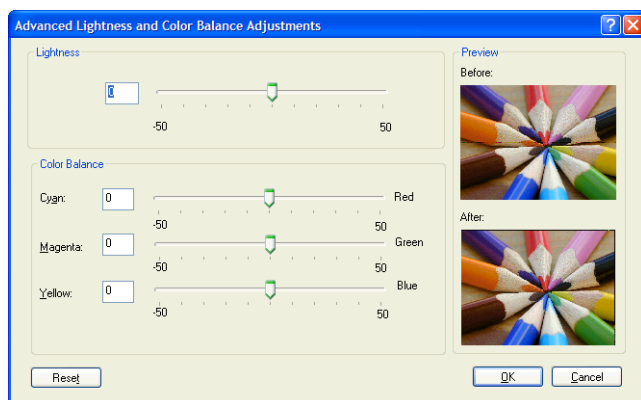 Advanced Lightness and Color Balance Adjustments
Lightness
0
-50 50
Color Balance
Cyan: 0 Red
-50 50
Magenta: 0 Green
-50 50
Yellow: 0 Blue
-50 50
Preview
Before:
After:
Reset OK Cancel